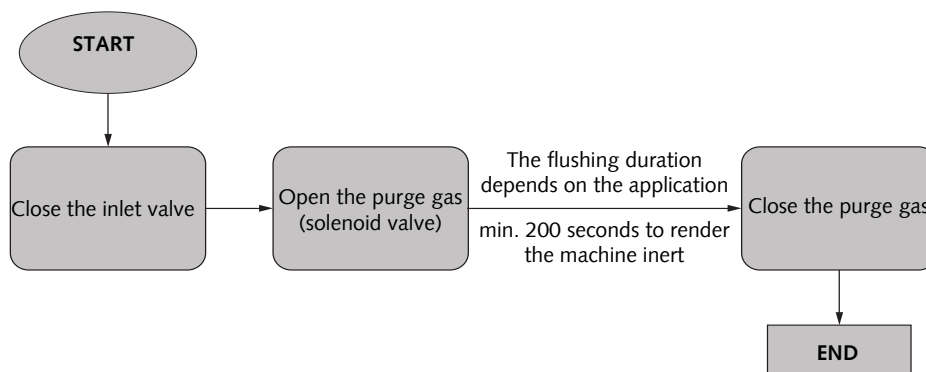 START
Close the inlet valve
Open the purge gas
(solenoid valve)
The flushing duration
depends on the application
min. 200 seconds to render
the machine inert
Close the purge gas
END